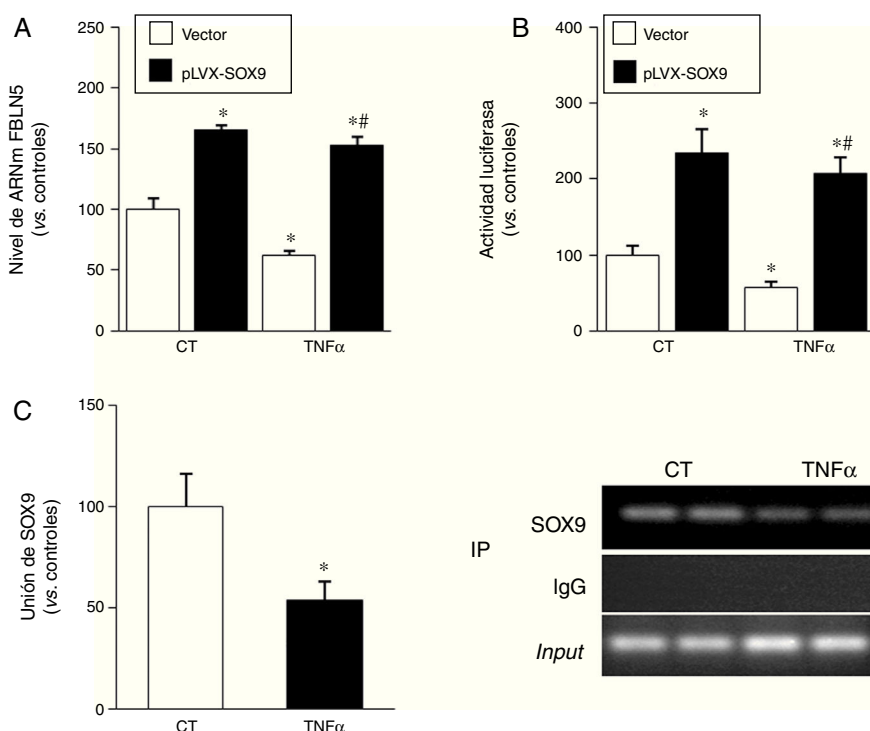 A
Nivel de ARNm FBLN5
(vs. controles)
250
200
150
100
50
0
Vector
pLVX-SOX9
*
*
*#
CT
TNFα
B
Actividad luciferasa
(vs. controles)
400
300
200
100
0
Vector
pLVX-SOX9
*
*
*#
CT
TNFα
C
Unión de SOX9
(vs. controles)
150
100
50
0
*
CT
TNFα
CT
TNFα
IP
SOX9
IgG
Input